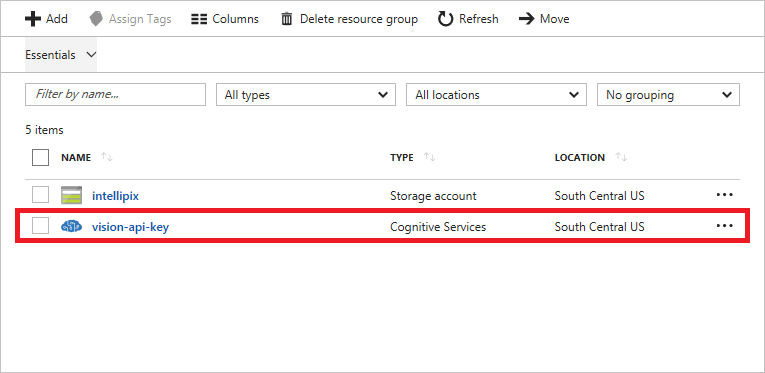 Add Assign Tags Columns Delete resource group Refresh Move
Essentials
Filter by name... All types All locations No grouping
5 items
NAME TYPE LOCATION
intellipix Storage account South Central US
vision-api-key Cognitive Services South Central US